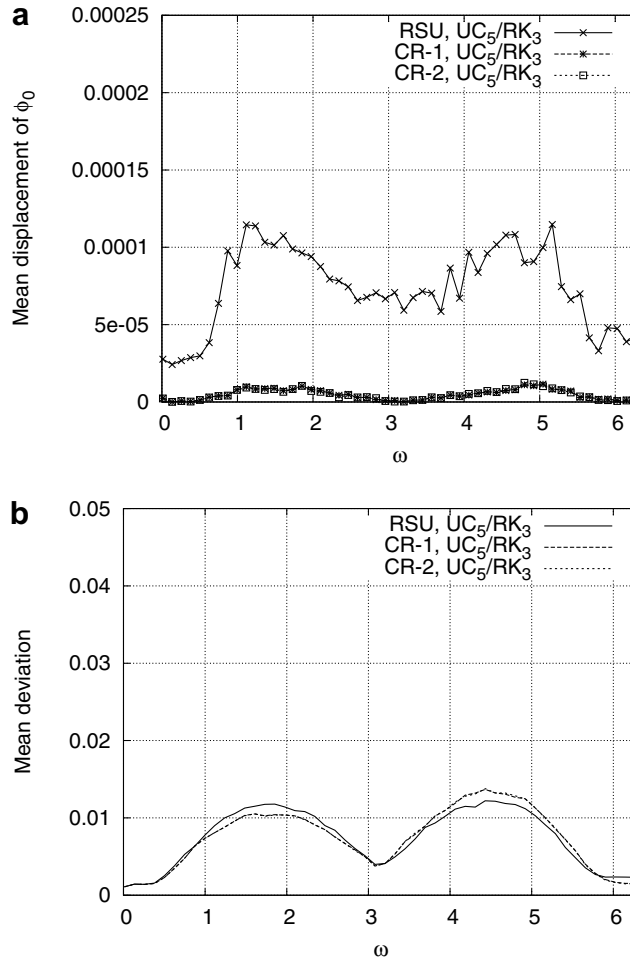 a
RSU, UC5/RK3
CR-1, UC5/RK3
CR-2, UC5/RK3
Mean displacement of ϕ0
0.00025
0.0002
0.00015
0.0001
5e-05
0
0 1 2 3 4 5 6
ω
b
RSU, UC5/RK3
CR-1, UC5/RK3
CR-2, UC5/RK3
Mean deviation
0.05
0.04
0.03
0.02
0.01
0
0 1 2 3 4 5 6
ω